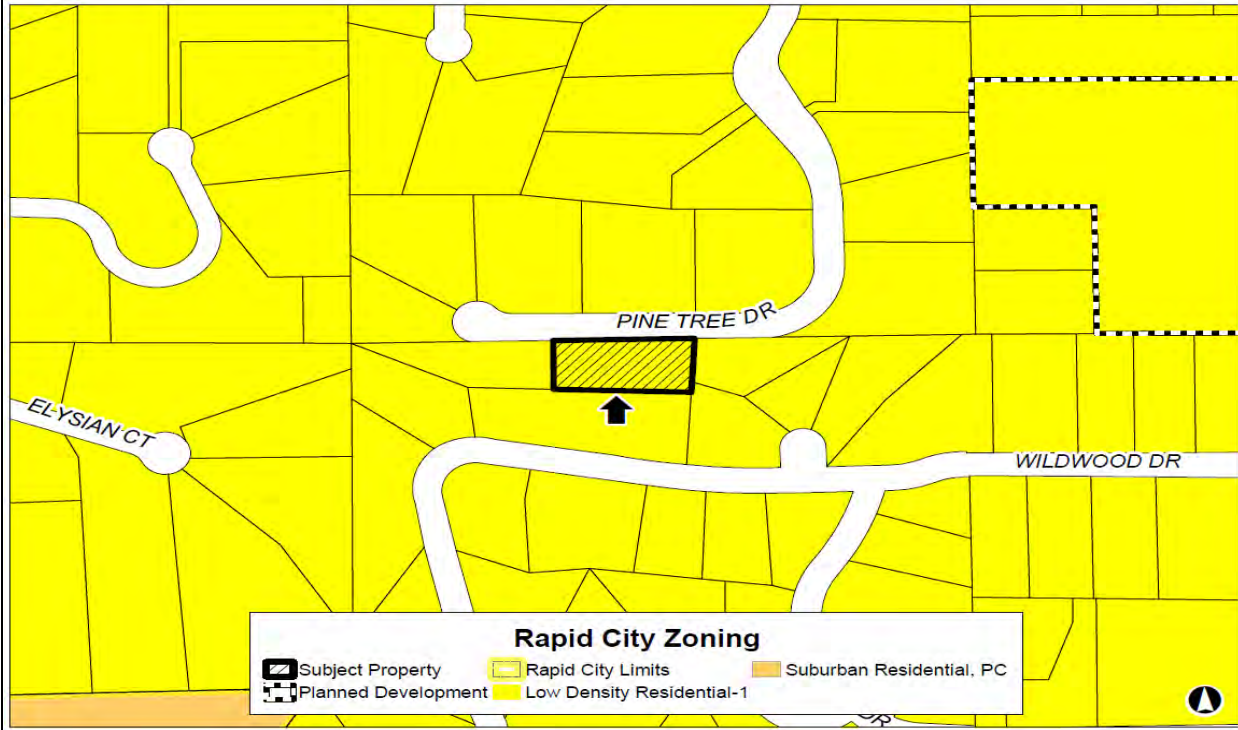 PINE TREE DR
ELYSIAN CT
WILDWOOD DR
Rapid City Zoning
Subject Property Rapid City Limits Suburban Residential, PC
Planned Development Low Density Residential-1
DR